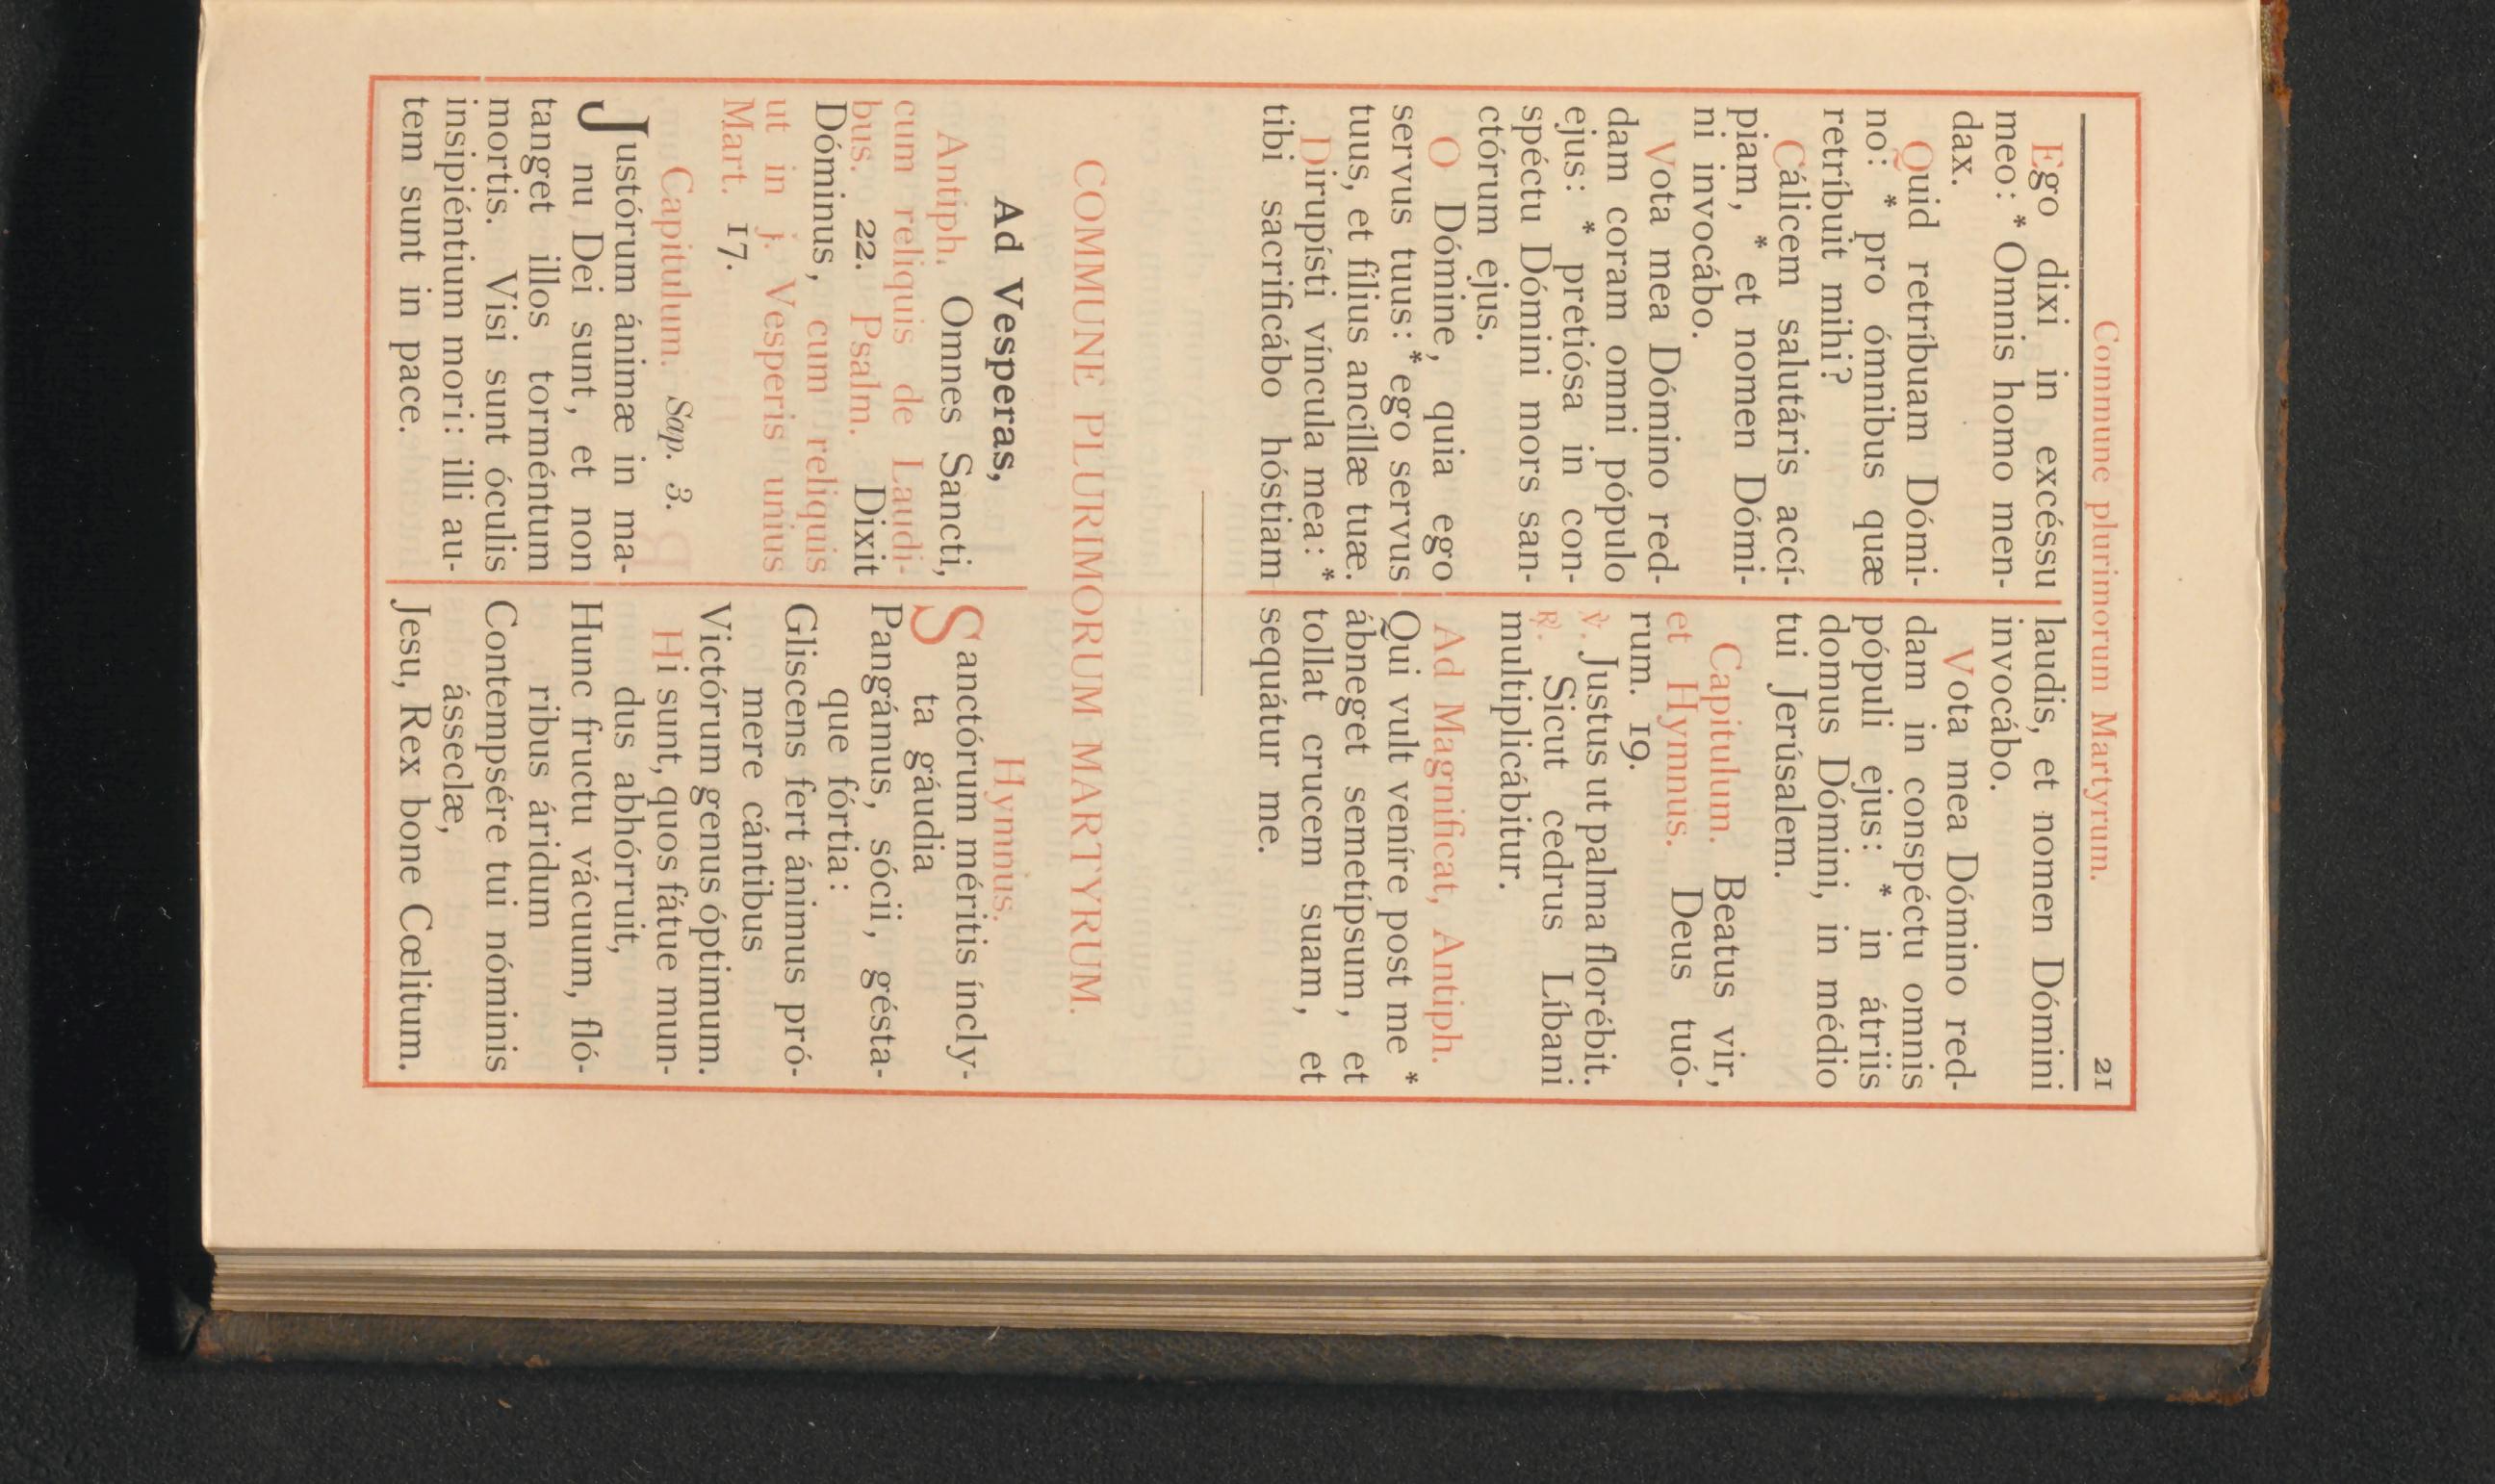 Commune plurimorum Martyrum. 21
Ego dixi in excéssu
meo: * Omnis homo men-
dax.
Quid retríbuam Dómi-
no: * pro ómnibus quæ
retríbuit mihi?
Cálicem salutáris accí-
piam, * et nomen Dómi-
ni invocábo.
Vota mea Dómino red-
dam coram omni pópulo
ejus: * pretiósa in con-
spéctu Dómini mors san-
ctórum ejus.
O Dómine, quia ego
servus tuus: * ego servus
tuus, et fílius ancíllæ tuæ.
Dirupísti víncula mea: *
tibi sacrificábo hóstiam
laudis, et nomen Dómini
invocábo.
Vota mea Dómino red-
dam in conspéctu omnis
pópuli ejus: * in átriis
domus Dómini, in médio
tui Jerúsalem.
Capitulum. Beatus vir,
et Hymnus. Deus tuó-
rum. 19.
℣. Justus ut palma florébit.
℟. Sicut cedrus Líbani
multiplicábitur.
Ad Magnificat, Antiph.
Qui vult veníre post me *
ábneget semetípsum, et
tollat crucem suam, et
sequátur me.
COMMUNE PLURIMORUM MARTYRUM.
Ad Vesperas,
Antiph. Omnes Sancti,
cum reliquis de Laudi-
bus. 22. Psalm. Dixit
Dóminus, cum reliquis
ut in j. Vesperis unius
Mart. 17.
Capitulum. Sap. 3.
Justórum ánimæ in ma-
nu Dei sunt, et non
tanget illos torméntum
mortis. Visi sunt óculis
insipiéntium mori: illi au-
tem sunt in pace.
Hymnus.
Sanctórum méritis íncly-
ta gáudia
Pangámus, sócii, gésta-
que fórtia:
Gliscens fert ánimus pró-
mere cántibus
Victórum genus óptimum.
Hi sunt, quos fátue mun-
dus abhórruit,
Hunc fructu vácuum, fló-
ribus áridum
Contempsére tui nóminis
ásseclæ,
Jesu, Rex bone Cœlitum.